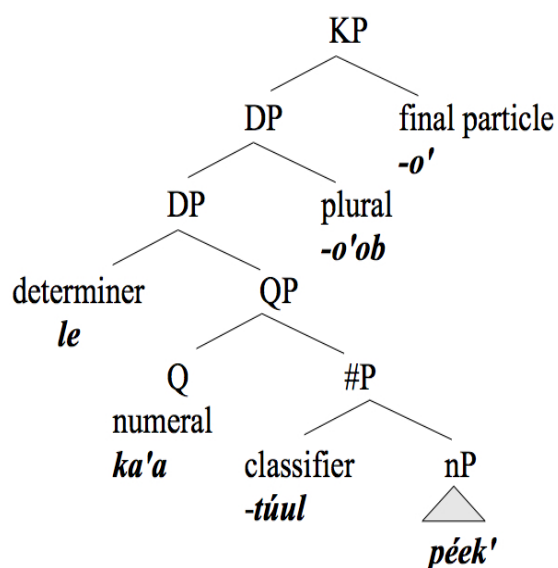 KP
DP final particle
-o'
DP plural
-o'ob
determiner QP
le
Q #P
numeral
ka'a classifier nP
-túul
péek'